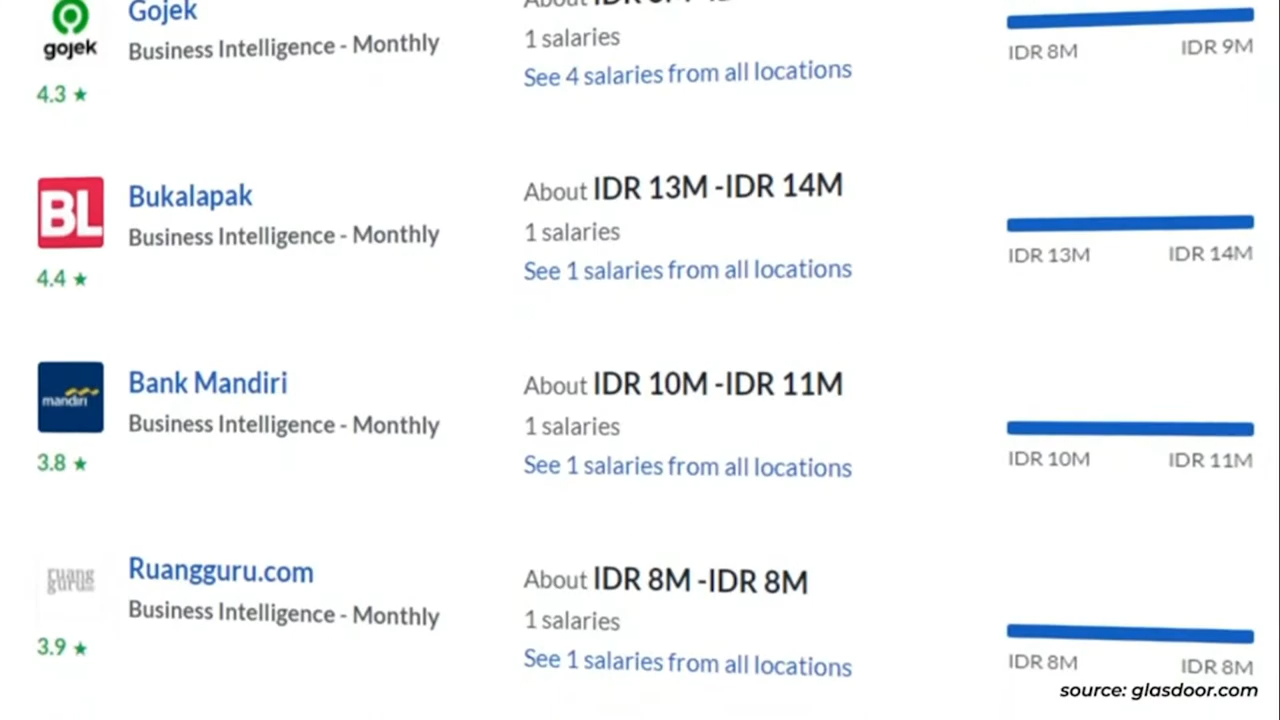 Gojek
gojek
Business Intelligence - Monthly
4.3 ★
About
1 salaries
See 4 salaries from all locations
IDR 8M
IDR 9M
BL
Bukalapak
Business Intelligence - Monthly
4.4 ★
About IDR 13M -IDR 14M
1 salaries
See 1 salaries from all locations
IDR 13M
IDR 14M
mandiri
Bank Mandiri
Business Intelligence - Monthly
3.8 ★
About IDR 10M -IDR 11M
1 salaries
See 1 salaries from all locations
IDR 10M
IDR 11M
ruang
guru
Ruangguru.com
Business Intelligence - Monthly
3.9 ★
About IDR 8M -IDR 8M
1 salaries
See 1 salaries from all locations
IDR 8M
IDR 8M
source: glasdoor.com